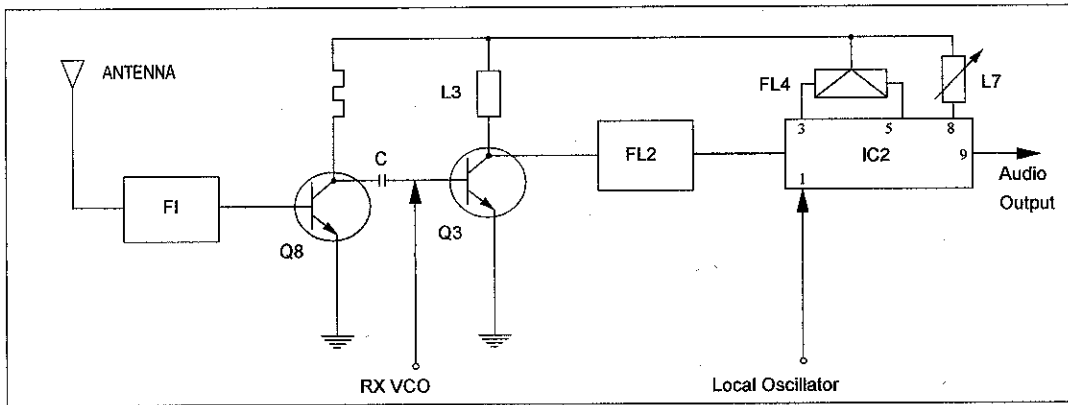 ANTENNA
L3
FL4
L7
3
5
8
C
F1
FL2
IC2
9
1
Audio
Output
Q8
Q3
RX VCO
Local Oscillator